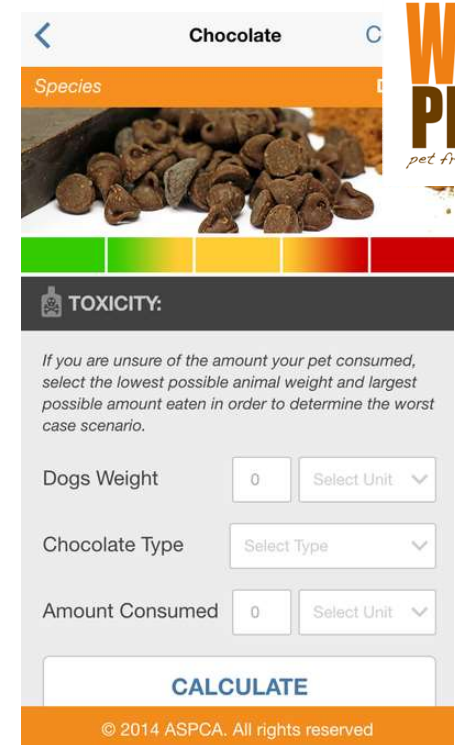 Chocolate
Species
pet fr
TOXICITY:
If you are unsure of the amount your pet consumed,
select the lowest possible animal weight and largest
possible amount eaten in order to determine the worst
case scenario.
Dogs Weight 0 Select Unit
Chocolate Type Select Type
Amount Consumed 0 Select Unit
CALCULATE
© 2014 ASPCA. All rights reserved